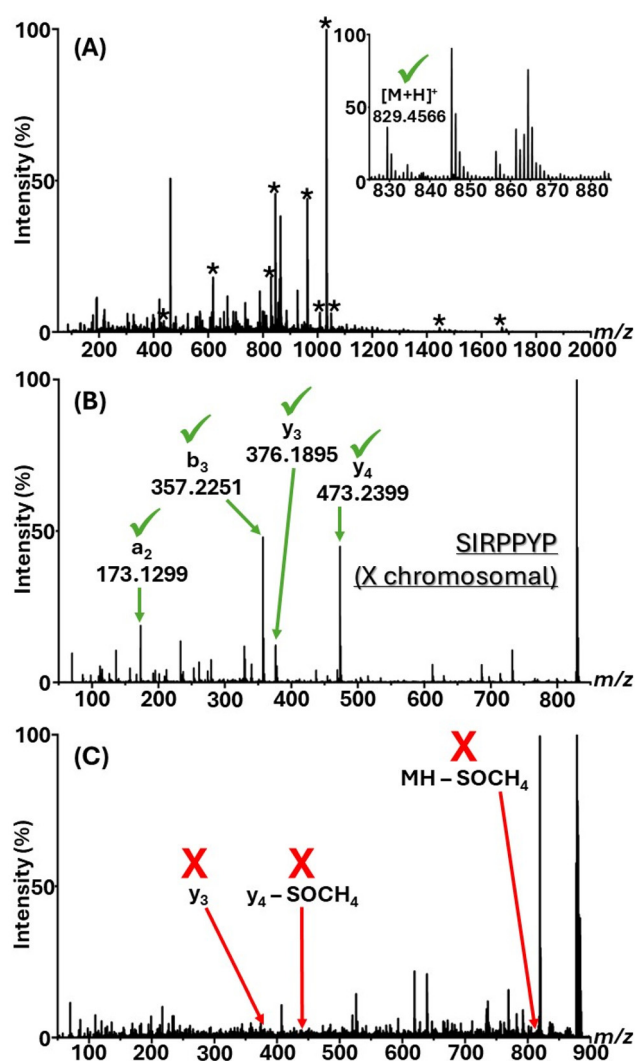 (A)
Intensity (%)
100
50
0
200 400 600 800 1000 1200 1400 1600 1800 2000 m/z
* * * * * * * * * *
100
50
0
[M+H]+
829.4566
830 840 850 860 870 880
(B)
Intensity (%)
100
50
0
a2
173.1299
b3
357.2251
y3
376.1895
y4
473.2399
SIRPPYP
(X chromosomal)
100 200 300 400 500 600 700 800 m/z
(C)
Intensity (%)
100
50
0
X
y3
X
y4 – SOCH4
X
MH – SOCH4
100 200 300 400 500 600 700 800 900 m/z